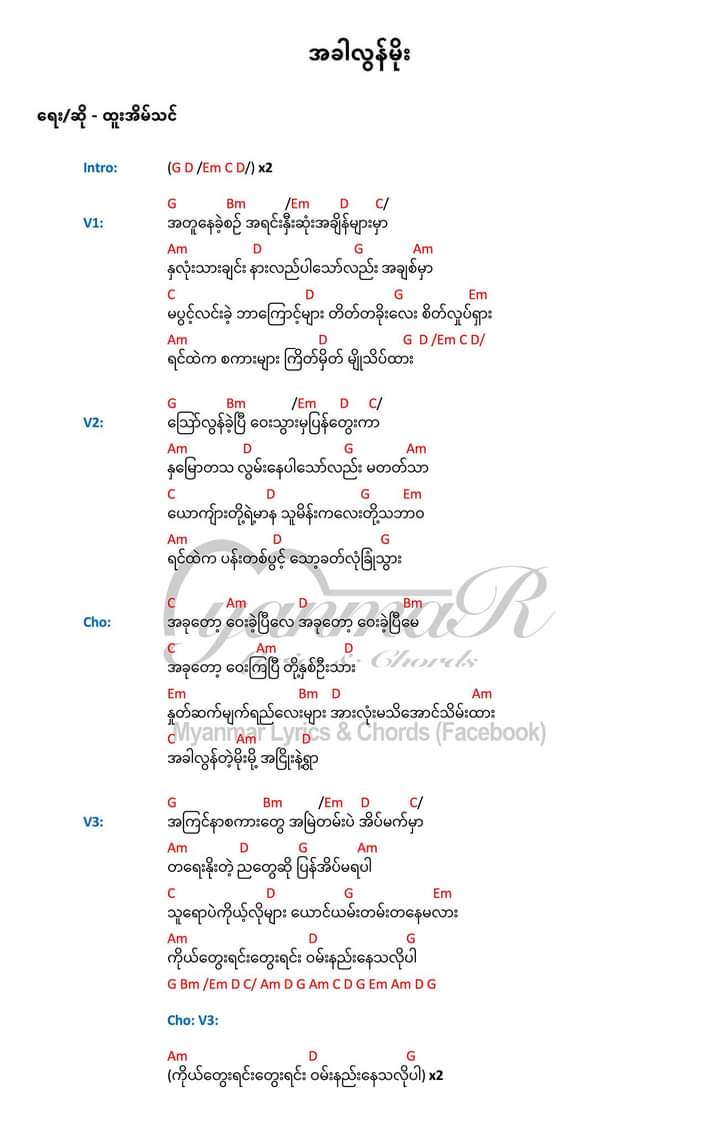 အခါလွန်မိုး
ရေး/ဆို - ထူးအိမ်သင်
Intro: (G D /Em C D/) x2
G Bm /Em D C/
V1: အတူနေခဲ့စဉ် အရင်းနှီးဆုံးအချိန်များမှာ
Am D G Am
နှလုံးသားချင်း နားလည်ပါသော်လည်း အချစ်မှာ
C D G Em
မပွင့်လင်းခဲ့ ဘာကြောင့်များ တိတ်တခိုးလေး စိတ်လှုပ်ရှား
Am D G D /Em C D/
ရင်ထဲက စကားများ ကြိတ်မှိတ် မျိုသိပ်ထား
G Bm /Em D C/
V2: ဩော်လွန်ခဲ့ပြီ ဝေးသွားမှပြန်တွေးကာ
Am D G Am
နှမြောတသ လွမ်းနေပါသော်လည်း မတတ်သာ
C D G Em
ယောကျ်ားတို့ရဲ့မာန သူမိန်းကလေးတို့သဘာဝ
Am D G
ရင်ထဲက ပန်းတစ်ပွင့် သော့ခတ်လုံခြုံသွား
C Am D Bm
Cho: အခုတော့ ဝေးခဲ့ပြီလေ အခုတော့ ဝေးခဲ့ပြီမေ
C Am D
အခုတော့ ဝေးကြပြီ တို့နှစ်ဦးသား
Em Bm D Am
နှုတ်ဆက်မျက်ရည်လေးများ အားလုံးမသိအောင်သိမ်းထား
C Am D
အခါလွန်တဲ့မိုးမို့ အငြိုးနဲ့ရွာ
MyanmaR
Lyrics & Chords
Myanmar Lyrics & Chords (Facebook)
G Bm /Em D C/
V3: အကြင်နာစကားတွေ အမြဲတမ်းပဲ အိပ်မက်မှာ
Am D G Am
တရေးနိုးတဲ့ ညတွေဆို ပြန်အိပ်မရပါ
C D G Em
သူရောပဲကိုယ့်လိုများ ယောင်ယမ်းတမ်းတနေမလား
Am D G
ကိုယ်တွေးရင်းတွေးရင်း ဝမ်းနည်းနေသလိုပါ
G Bm /Em D C/ Am D G Am C D G Em Am D G
Cho: V3:
Am D G
(ကိုယ်တွေးရင်းတွေးရင်း ဝမ်းနည်းနေသလိုပါ) x2